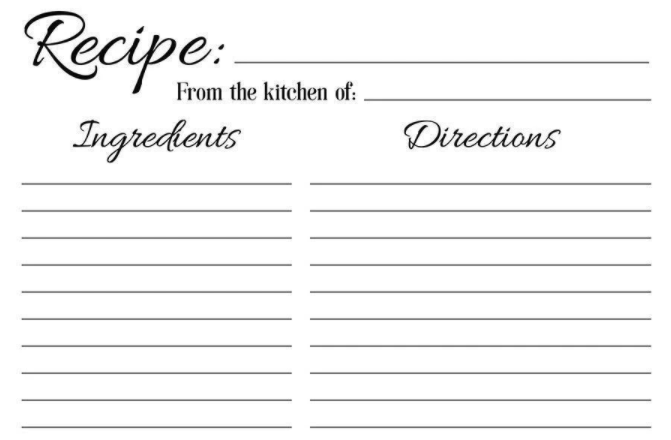 Recipe:
From the kitchen of:
Ingredients Directions